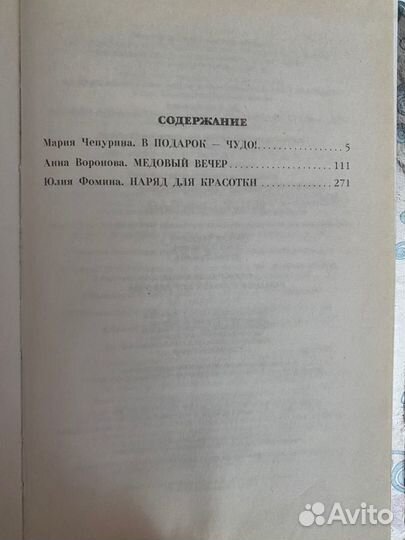 СОДЕРЖАНИЕ
Мария Чепурина. В ПОДАРОК — ЧУДО!................. 5
Анна Воронова. МЕДОВЫЙ ВЕЧЕР.................... 111
Юлия Фомина. НАРЯД ДЛЯ КРАСОТКИ .............. 271
Avito